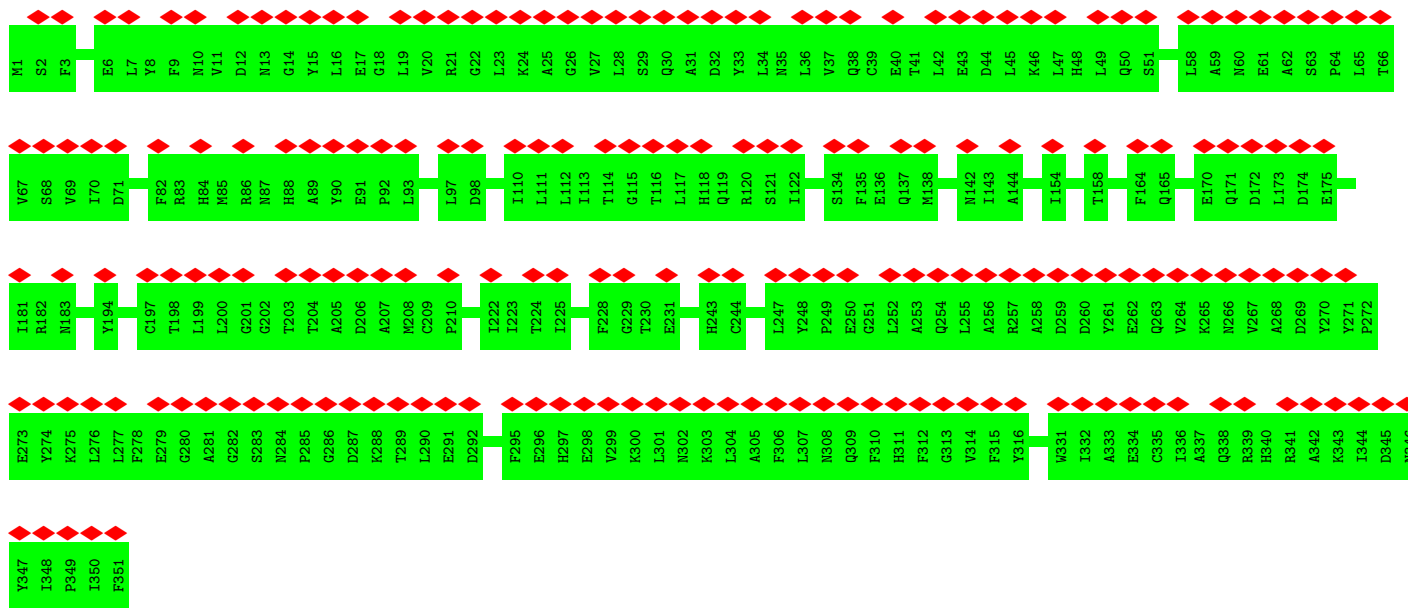 M1 S2 F3 E6 L7 Y8 F9 N10 V11 D12 N13 G14 Y15 L16 E17 G18 L19 V20 R21 G22 L23 K24 A25 G26 V27 L28 S29 Q30 A31 D32 Y33 L34 N35 L36 V37 Q38 C39 E40 T41 L42 E43 D44 L45 K46 L47 H48 L49 Q50 S51 L58 A59 N60 E61 A62 S63 P64 L65 T66
V67 S68 V69 I70 D71 F82 R83 H84 M85 R86 N87 H88 A89 Y90 E91 P92 L93 L97 D98 I110 L111 L112 I113 T114 G115 T116 L117 H118 Q119 R120 S121 I122 S134 F135 E136 Q137 M138 N142 I143 A144 I154 T158 F164 Q165 E170 Q171 D172 L173 D174 E175
I181 R182 N183 Y194 C197 T198 L199 L200 G201 G202 T203 T204 A205 D206 A207 M208 C209 P210 I222 I223 T224 I225 F228 G229 T230 E231 H243 C244 L247 Y248 P249 E250 G251 L252 A253 Q254 L255 A256 R257 A258 D259 D260 Y261 E262 Q263 V264 K265 N266 V267 A268 D269 Y270 Y271 P272
E273 Y274 K275 L276 L277 F278 E279 G280 A281 G282 S283 N284 P285 G286 D287 K288 T289 L290 E291 D292 F295 E296 H297 E298 V299 K300 L301 N302 K303 L304 A305 F306 L307 N308 Q309 F310 H311 F312 G313 V314 F315 Y316 W331 I332 A333 E334 C335 I336 A337 Q338 R339 H340 R341 A342 K343 I344 D345 N346
Y347 I348 P349 I350 F351